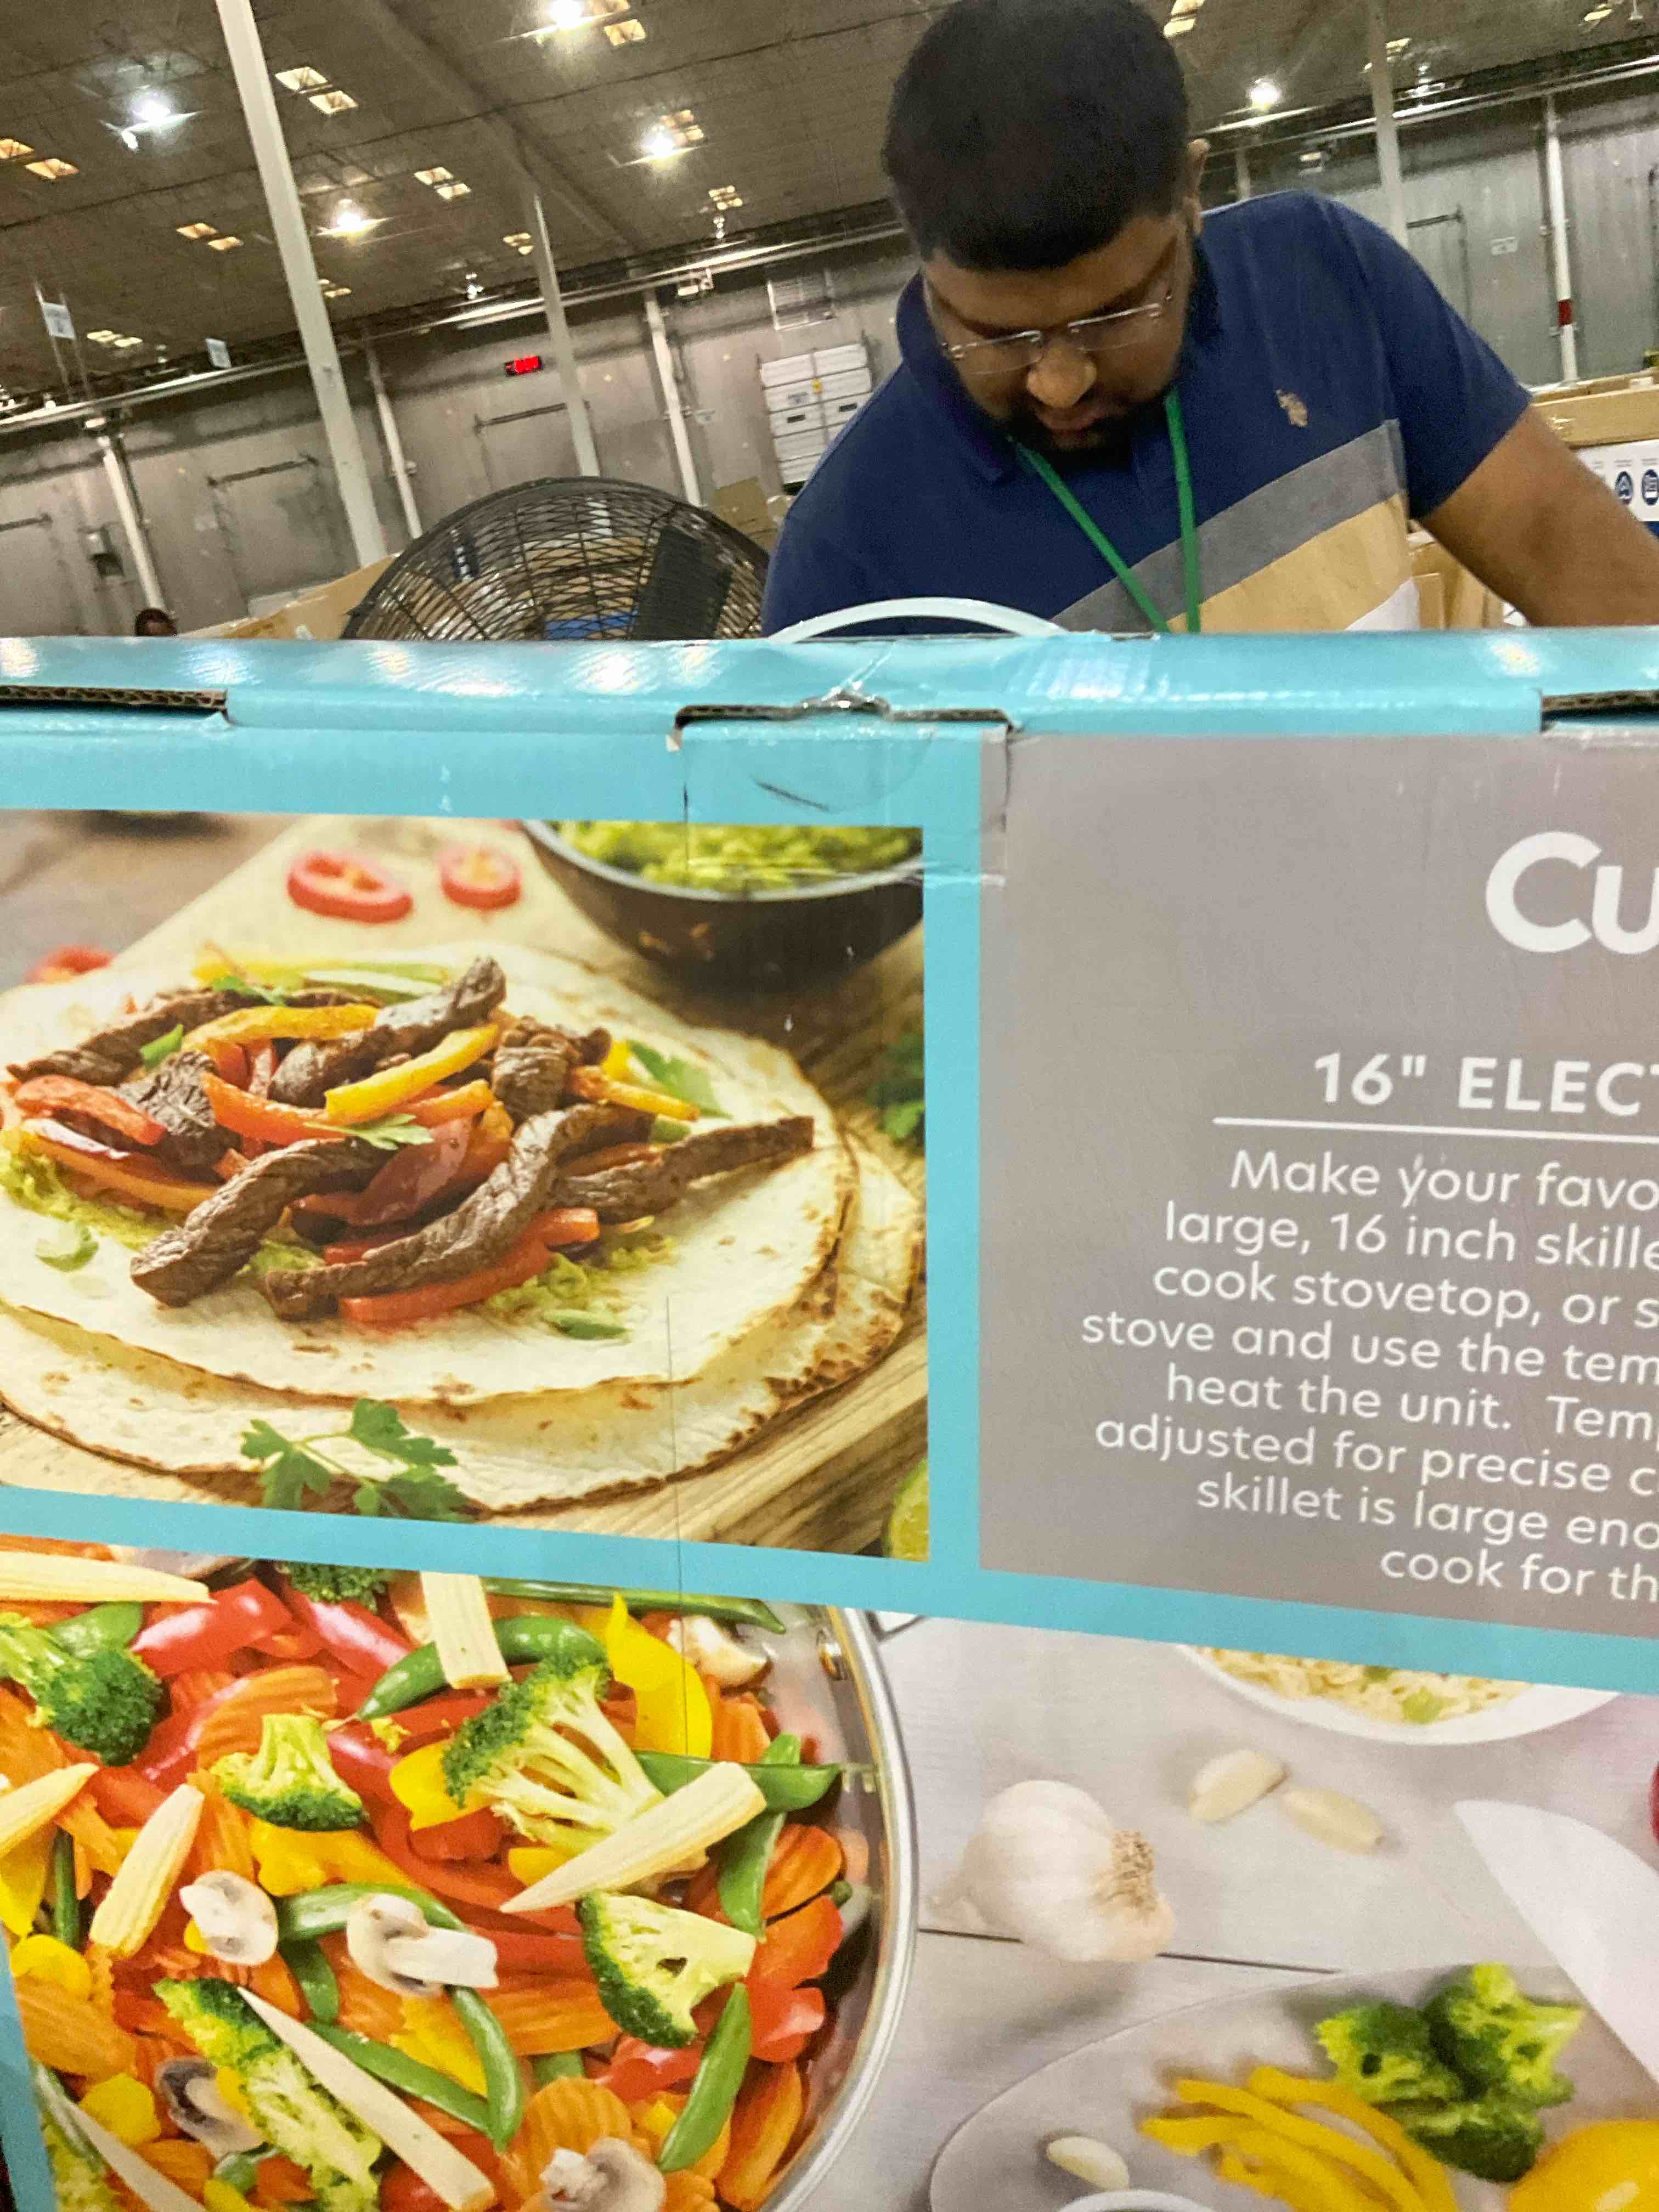 Cu
16" ELECT
Make your favo
large, 16 inch skille
cook stovetop, or s
stove and use the tem
heat the unit. Temp
adjusted for precise c
skillet is large eno
cook for th